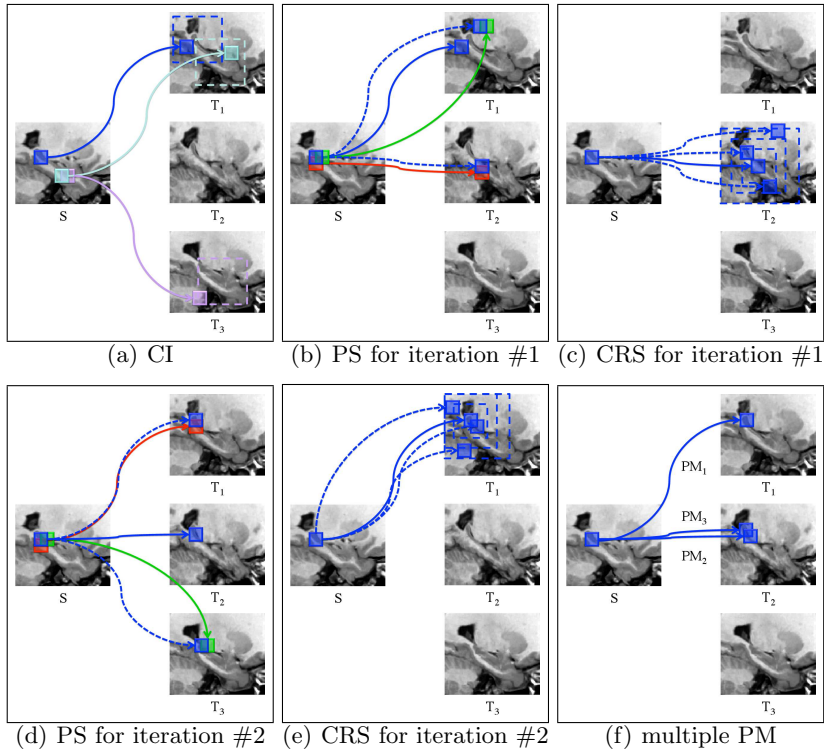 T1
S
T2
T3
(a) CI
T1
S
T2
T3
(b) PS for iteration #1
T1
S
T2
T3
(c) CRS for iteration #1
T1
S
T2
T3
(d) PS for iteration #2
T1
S
T2
T3
(e) CRS for iteration #2
PM1
T1
PM3
PM2
S
T2
T3
(f) multiple PM